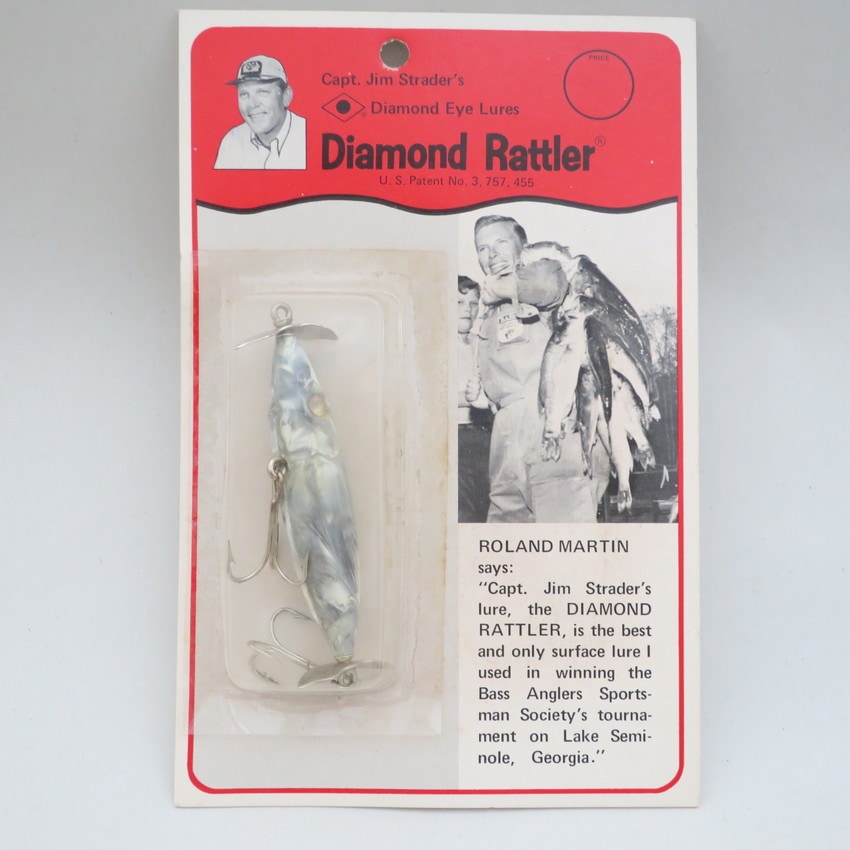 Capt. Jim Strader's
Diamond Eye Lures
PRICE
Diamond Rattler®
U. S. Patent No. 3, 757, 455
ROLAND MARTIN
says:
"Capt. Jim Strader's
lure, the DIAMOND
RATTLER, is the best
and only surface lure I
used in winning the
Bass Anglers Sports-
man Society's tourna-
ment on Lake Semi-
nole, Georgia."